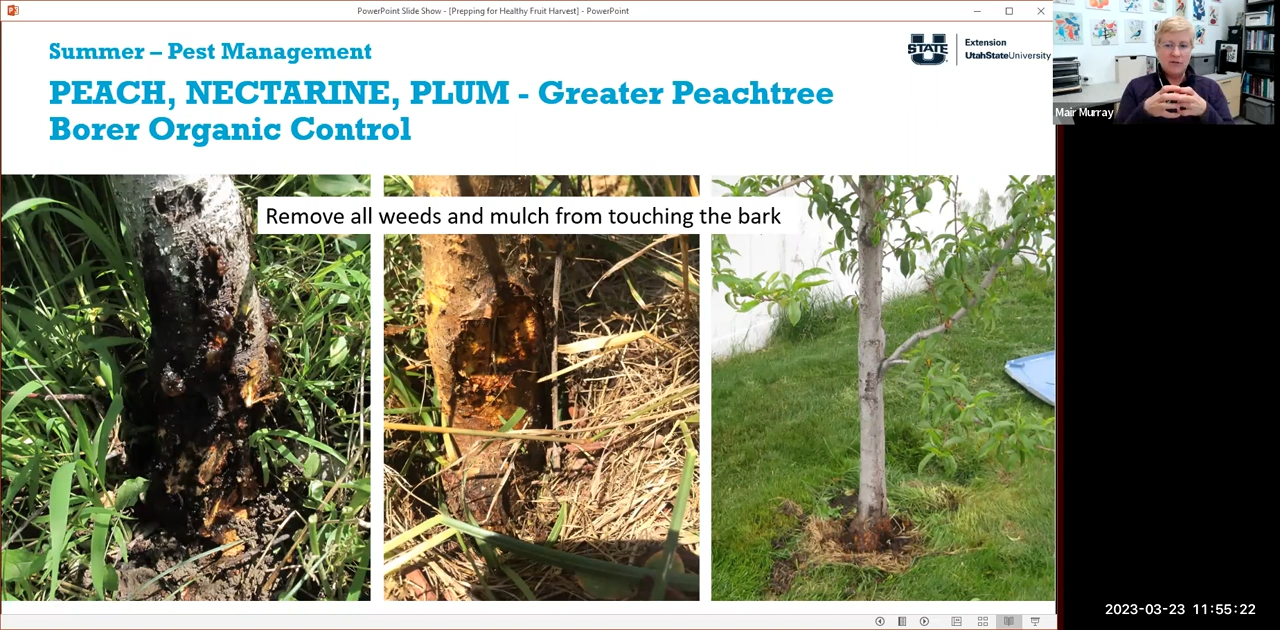 PowerPoint Slide Show - [Prepping for Healthy Fruit Harvest] - PowerPoint
Summer – Pest Management
PEACH, NECTARINE, PLUM - Greater Peachtree
Borer Organic Control
U
STATE
Extension
UtahStateUniversity
Mair Murray
Remove all weeds and mulch from touching the bark
2023-03-23 11:55:22